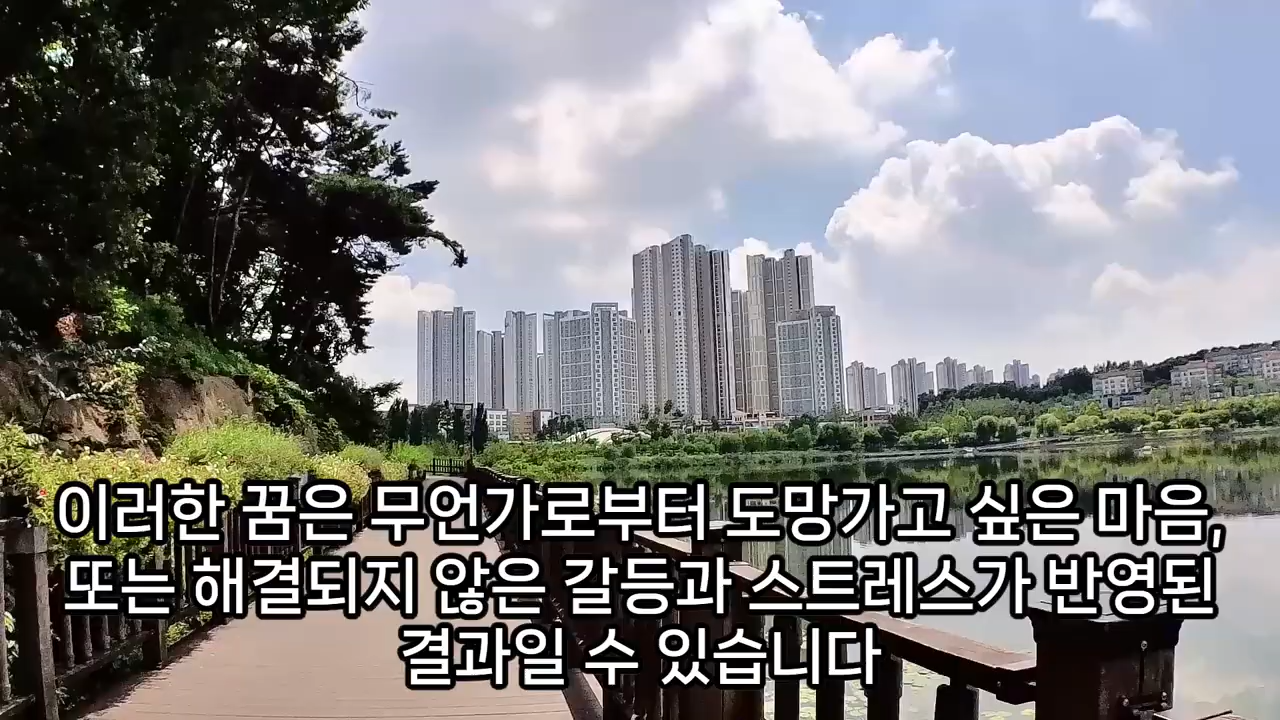 이러한 꿈은 무언가로부터 도망가고 싶은 마음,
또는 해결되지 않은 갈등과 스트레스가 반영된
결과일 수 있습니다